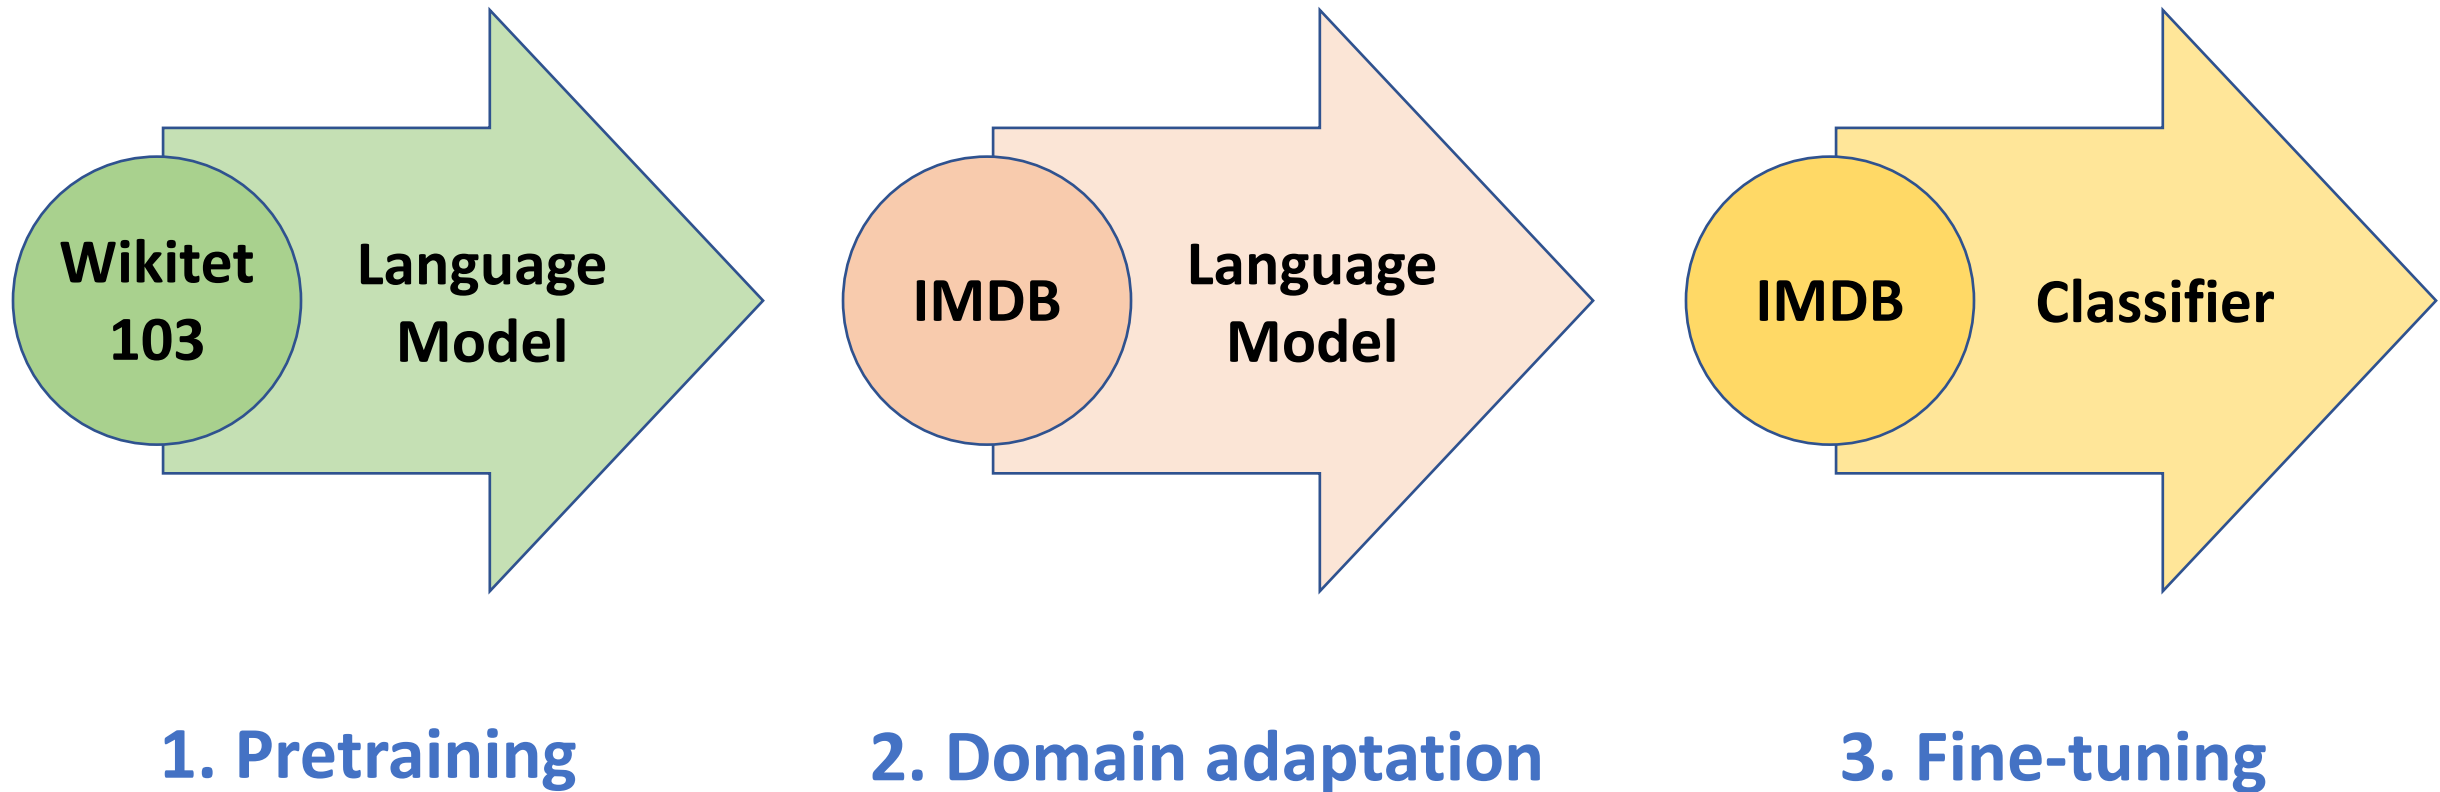 Wikitet
103
Language
Model
IMDB
Language
Model
IMDB
Classifier
1. Pretraining
2. Domain adaptation
3. Fine-tuning